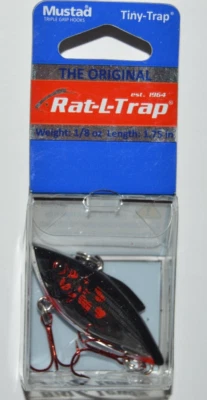 Mustad Tiny-Trap®
TRIPLE GRIP HOOKS
THE ORIGINAL
est. 1964
Rat-L-Trap®
Weight: 1/8 oz Length: 1.75 in